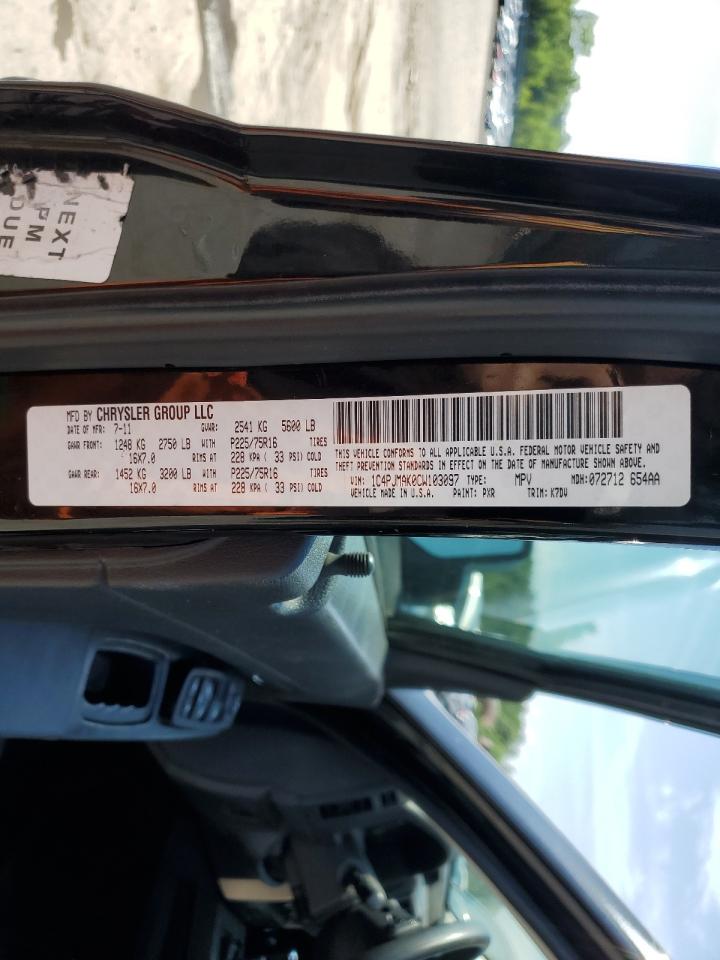 NEXT
PM
DUE
MFD BY CHRYSLER GROUP LLC
DATE OF MFR: 7-11 GVWR: 2541 KG 5600 LB
GAWR FRONT: 1248 KG 2750 LB WITH P225/75R16 TIRES
16X7.0 RIMS AT 228 KPA ( 33 PSI) COLD
GAWR REAR: 1452 KG 3200 LB WITH P225/75R16 TIRES
16X7.0 RIMS AT 228 KPA ( 33 PSI) COLD
THIS VEHICLE CONFORMS TO ALL APPLICABLE U.S.A. FEDERAL MOTOR VEHICLE SAFETY AND
THEFT PREVENTION STANDARDS IN EFFECT ON THE DATE OF MANUFACTURE SHOWN ABOVE.
VIN: 1C4PJMAK0CW103097 TYPE: MPV MDH:072712 654AA
VEHICLE MADE IN U.S.A. PAINT: PXR TRIM: K7DV